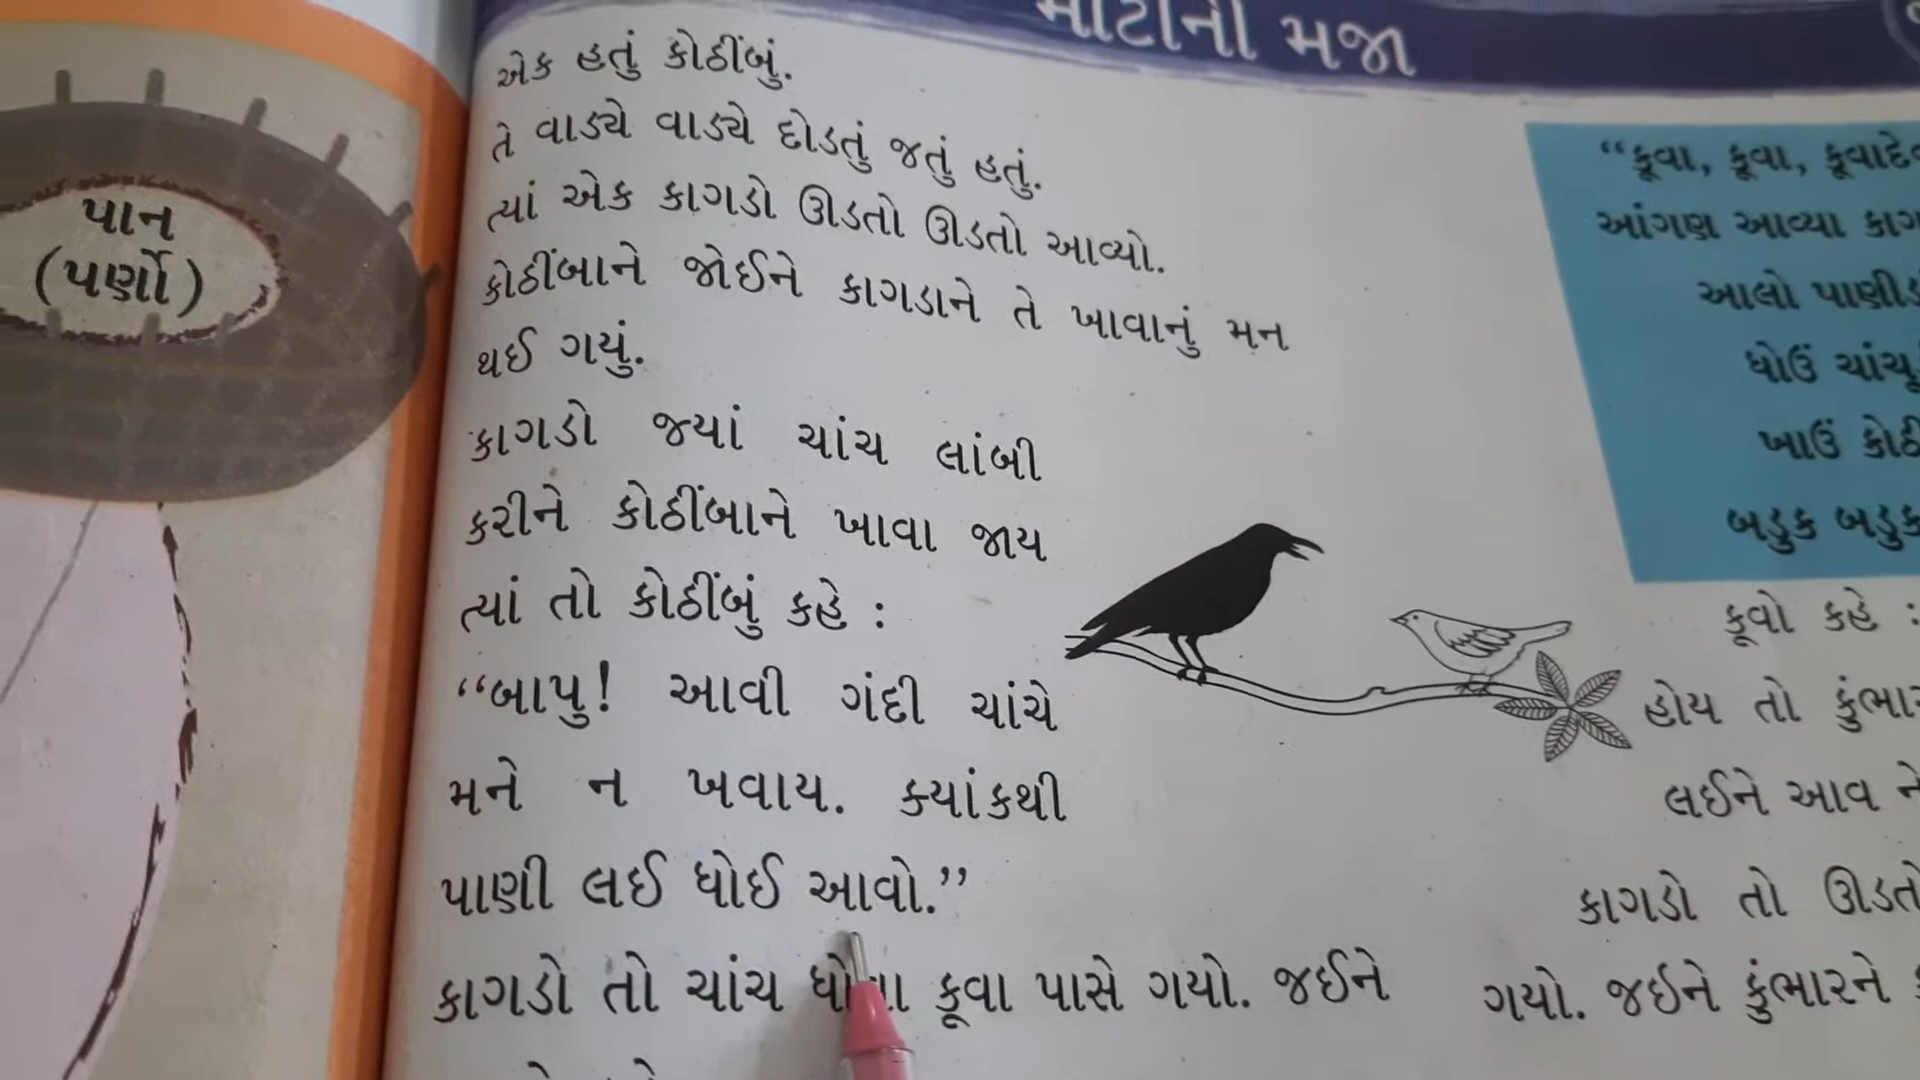 માટીની મજા
પાન
(પર્ણો)
એક હતું કોઠીંબું.
તે વાડ્યે વાડ્યે દોડતું જતું હતું.
ત્યાં એક કાગડો ઊડતો ઊડતો આવ્યો.
કોઠીંબાને જોઈને કાગડાને તે ખાવાનું મન
થઈ ગયું.
કાગડો જ્યાં ચાંચ લાંબી
કરીને કોઠીંબાને ખાવા જાય
ત્યાં તો કોઠીંબું કહે :
“બાપુ! આવી ગંદી ચાંચે
મને ન ખવાય. ક્યાંકથી
પાણી લઈ ધોઈ આવો.”
કાગડો તો ચાંચ ધોવા કૂવા પાસે ગયો. જઈને
“કૂવા, કૂવા,
આંગણ આવ્યા
આલો
ધોઉં
ખાઉં
બડુક બડુક
કૂવો કહે :
હોય તો
લઈને આવ ને
કાગડો તો
ગયો. જઈને કુંભારને